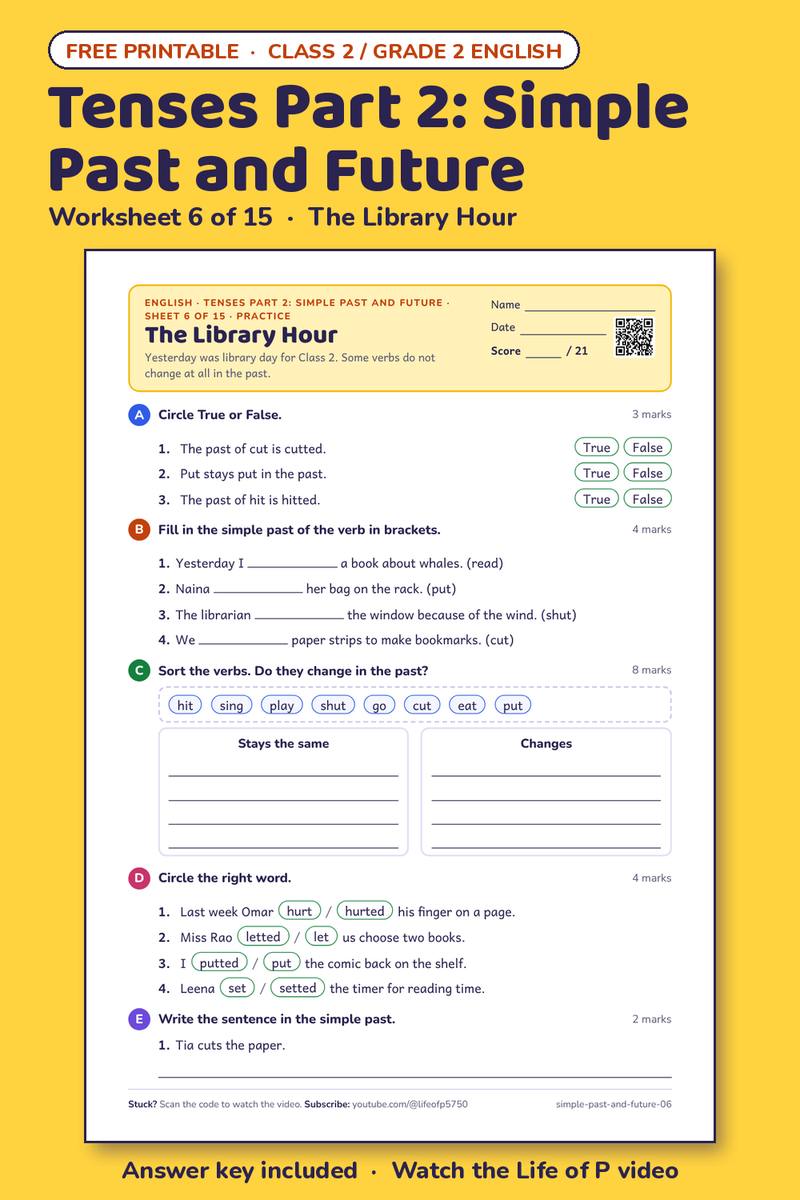 FREE PRINTABLE · CLASS 2 / GRADE 2 ENGLISH
Tenses Part 2: Simple
Past and Future
Worksheet 6 of 15 · The Library Hour
ENGLISH · TENSES PART 2: SIMPLE PAST AND FUTURE ·
SHEET 6 OF 15 · PRACTICE
The Library Hour
Yesterday was library day for Class 2. Some verbs do not
change at all in the past.
Name
Date
Score / 21
A Circle True or False. 3 marks
1. The past of cut is cutted. True False
2. Put stays put in the past. True False
3. The past of hit is hitted. True False
B Fill in the simple past of the verb in brackets. 4 marks
1. Yesterday I ____________ a book about whales. (read)
2. Naina ____________ her bag on the rack. (put)
3. The librarian ____________ the window because of the wind. (shut)
4. We ____________ paper strips to make bookmarks. (cut)
C Sort the verbs. Do they change in the past? 8 marks
hit sing play shut go cut eat put
Stays the same Changes
D Circle the right word. 4 marks
1. Last week Omar hurt / hurted his finger on a page.
2. Miss Rao letted / let us choose two books.
3. I putted / put the comic back on the shelf.
4. Leena set / setted the timer for reading time.
E Write the sentence in the simple past. 2 marks
1. Tia cuts the paper.
Stuck? Scan the code to watch the video. Subscribe: youtube.com/@lifeofp5750 simple-past-and-future-06
Answer key included · Watch the Life of P video